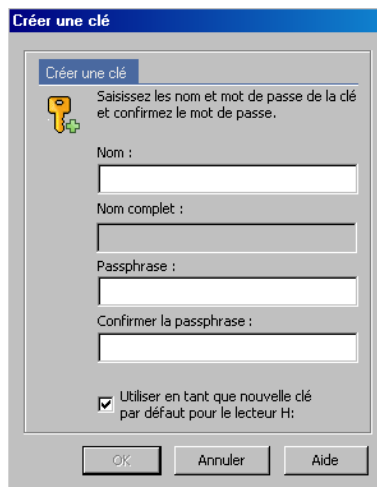 Créer une clé
Créer une clé
Saisissez les nom et mot de passe de la clé
et confirmez le mot de passe.
Nom :
Nom complet :
Passphrase :
Confirmer la passphrase :
Utiliser en tant que nouvelle clé
par défaut pour le lecteur H:
OK Annuler Aide